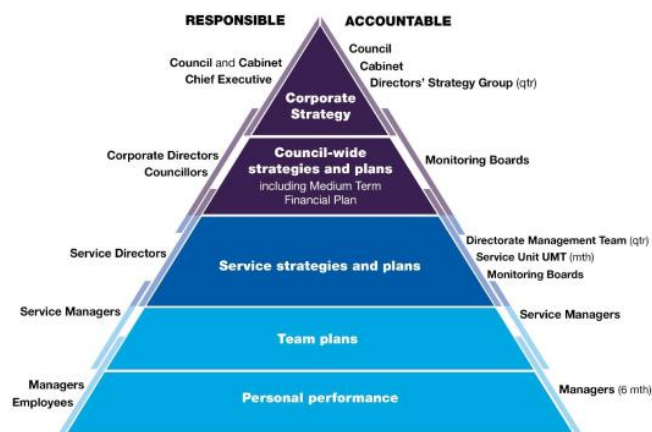 RESPONSIBLE
ACCOUNTABLE
Council and Cabinet
Chief Executive
Council
Cabinet
Directors' Strategy Group (qtr)
Corporate
Strategy
Corporate Directors
Councillors
Council-wide
strategies and plans
including Medium Term
Financial Plan
Monitoring Boards
Service Directors
Service strategies and plans
Directorate Management Team (qtr)
Service Unit UMT (mth)
Monitoring Boards
Service Managers
Team plans
Service Managers
Managers
Employees
Personal performance
Managers (6 mth)